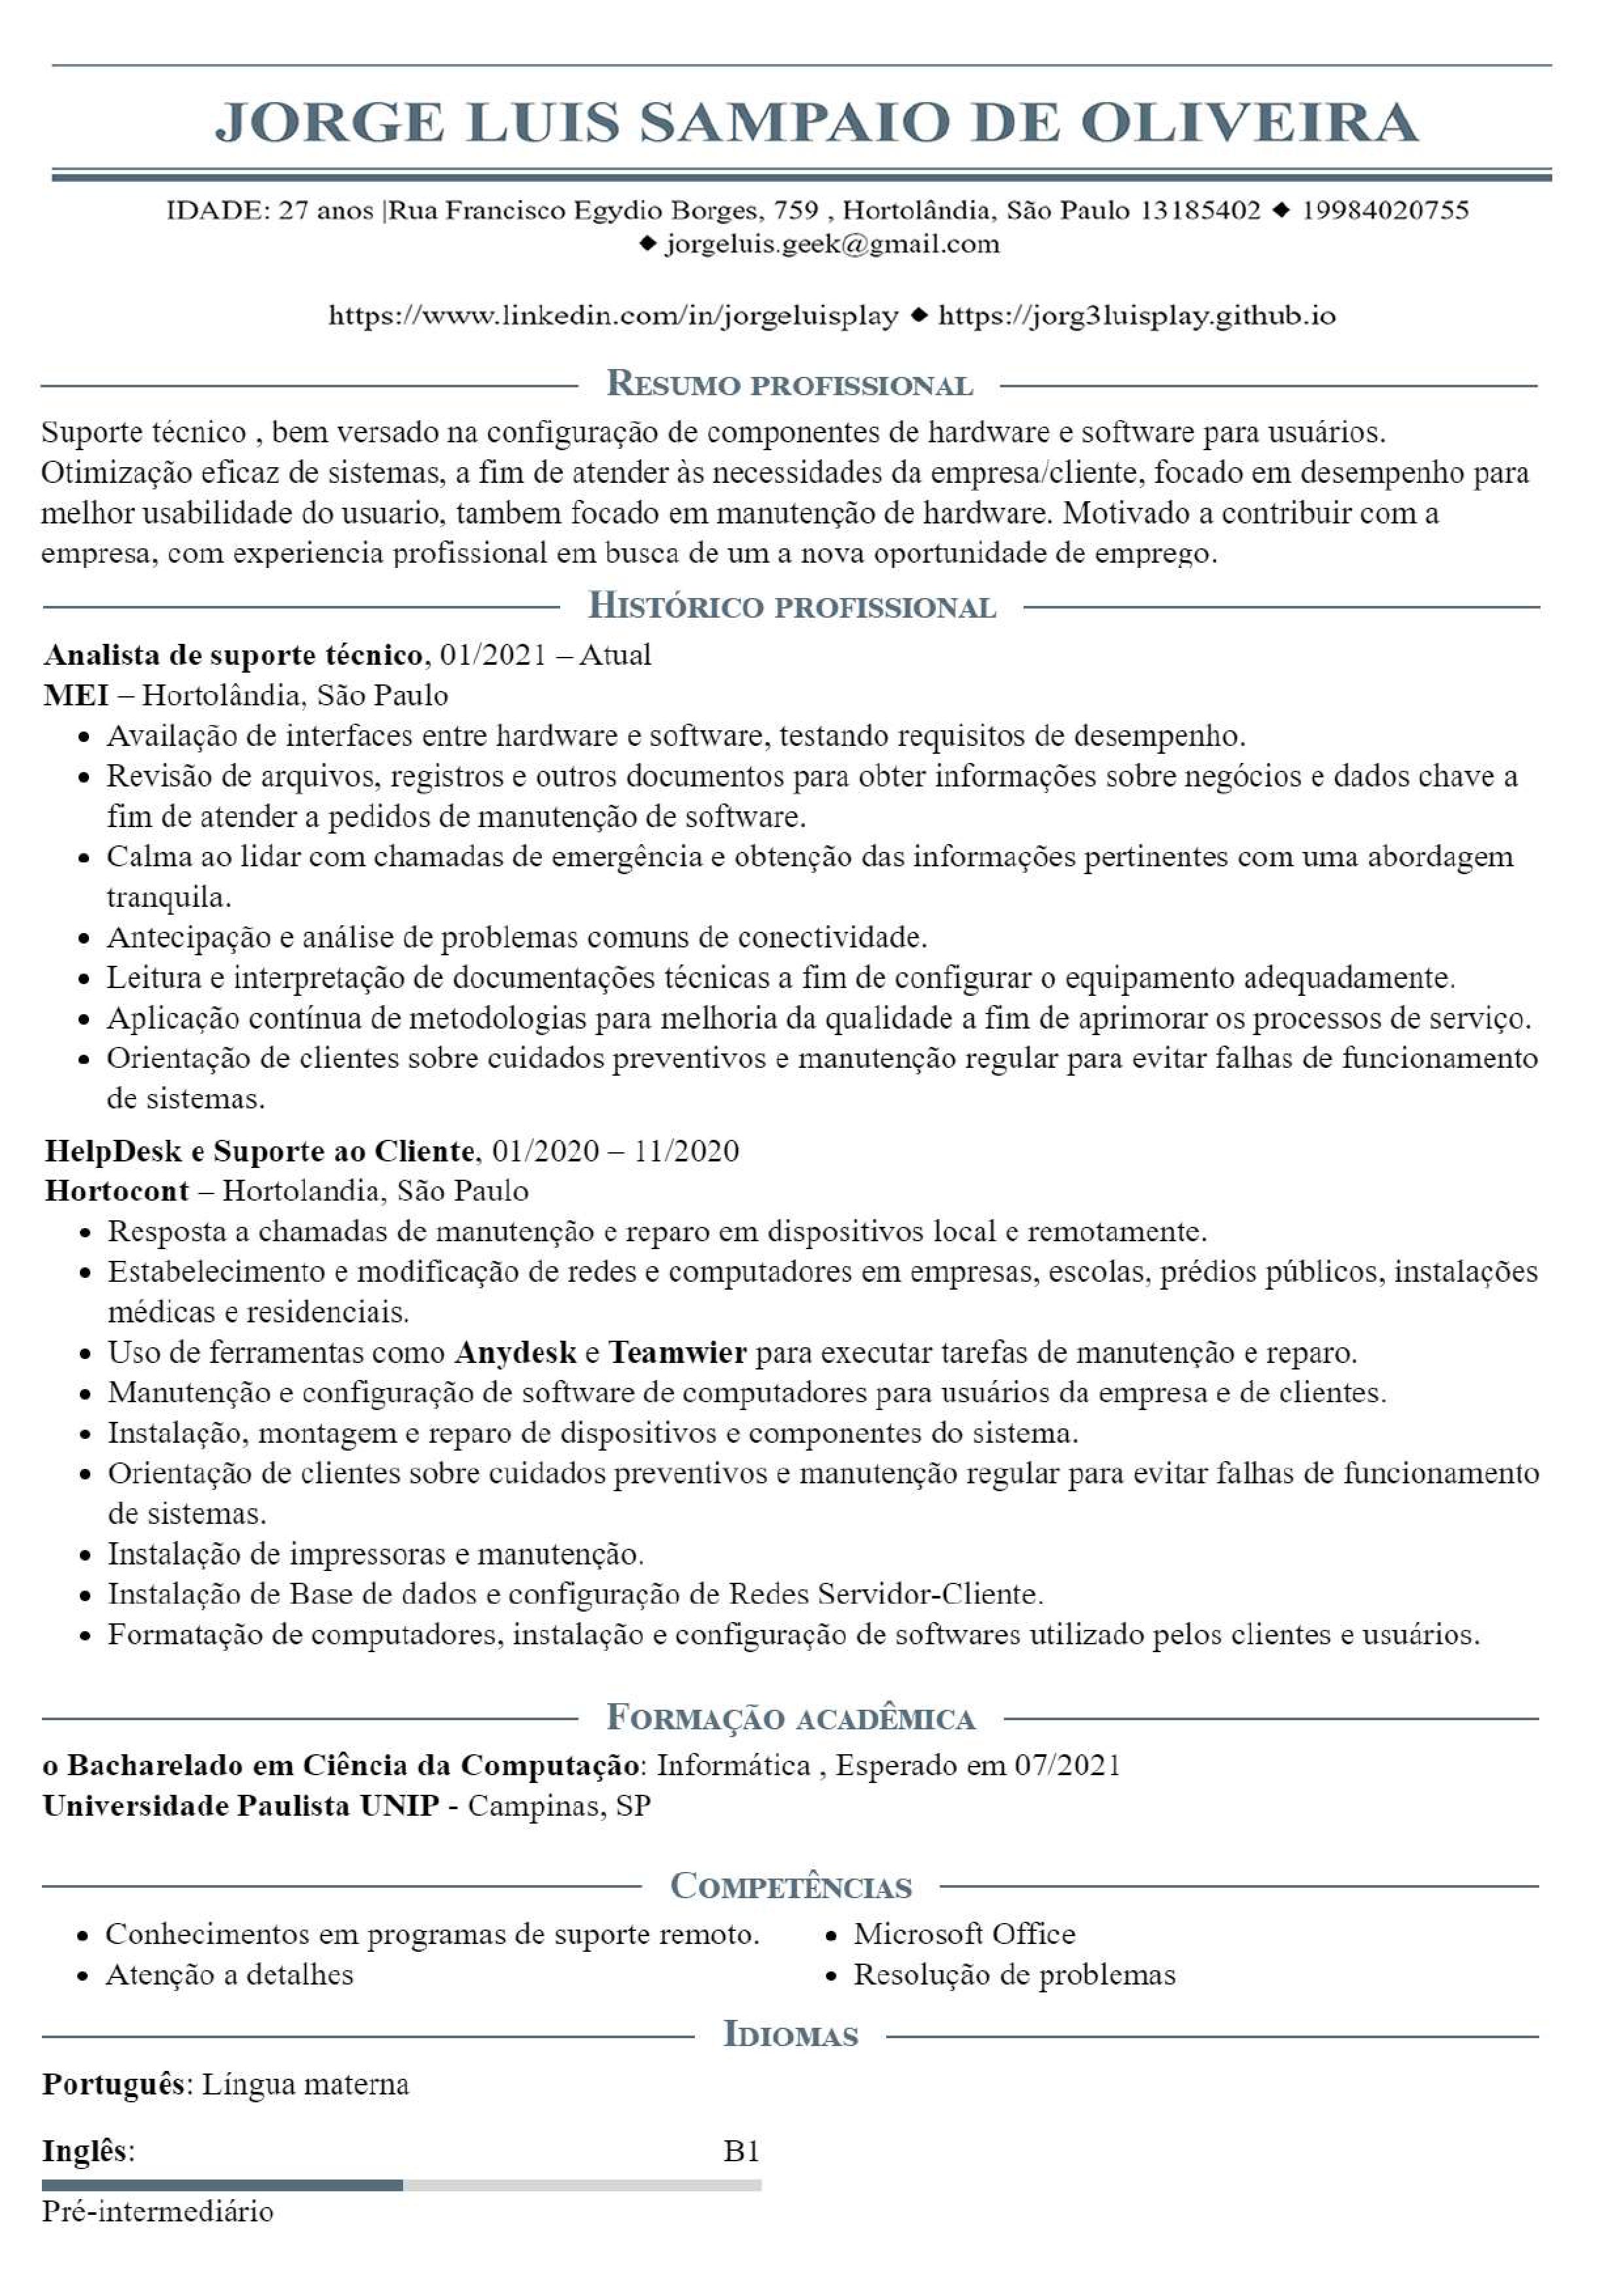 JORGE LUIS SAMPAIO DE OLIVEIRA
IDADE: 27 anos |Rua Francisco Egydio Borges, 759 , Hortolândia, São Paulo 13185402 ◆ 19984020755
◆ jorgeluis.geek@gmail.com
https://www.linkedin.com/in/jorgeluisplay ◆ https://jorg3luisplay.github.io
RESUMO PROFISSIONAL
Suporte técnico , bem versado na configuração de componentes de hardware e software para usuários.
Otimização eficaz de sistemas, a fim de atender às necessidades da empresa/cliente, focado em desempenho para
melhor usabilidade do usuario, tambem focado em manutenção de hardware. Motivado a contribuir com a
empresa, com experiencia profissional em busca de um a nova oportunidade de emprego.
HISTÓRICO PROFISSIONAL
Analista de suporte técnico, 01/2021 – Atual
MEI – Hortolândia, São Paulo
• Availação de interfaces entre hardware e software, testando requisitos de desempenho.
• Revisão de arquivos, registros e outros documentos para obter informações sobre negócios e dados chave a
fim de atender a pedidos de manutenção de software.
• Calma ao lidar com chamadas de emergência e obtenção das informações pertinentes com uma abordagem
tranquila.
• Antecipação e análise de problemas comuns de conectividade.
• Leitura e interpretação de documentações técnicas a fim de configurar o equipamento adequadamente.
• Aplicação contínua de metodologias para melhoria da qualidade a fim de aprimorar os processos de serviço.
• Orientação de clientes sobre cuidados preventivos e manutenção regular para evitar falhas de funcionamento
de sistemas.
HelpDesk e Suporte ao Cliente, 01/2020 – 11/2020
Hortocont – Hortolandia, São Paulo
• Resposta a chamadas de manutenção e reparo em dispositivos local e remotamente.
• Estabelecimento e modificação de redes e computadores em empresas, escolas, prédios públicos, instalações
médicas e residenciais.
• Uso de ferramentas como Anydesk e Teamwier para executar tarefas de manutenção e reparo.
• Manutenção e configuração de software de computadores para usuários da empresa e de clientes.
• Instalação, montagem e reparo de dispositivos e componentes do sistema.
• Orientação de clientes sobre cuidados preventivos e manutenção regular para evitar falhas de funcionamento
de sistemas.
• Instalação de impressoras e manutenção.
• Instalação de Base de dados e configuração de Redes Servidor-Cliente.
• Formatação de computadores, instalação e configuração de softwares utilizado pelos clientes e usuários.
FORMAÇÃO ACADÊMICA
o Bacharelado em Ciência da Computação: Informática , Esperado em 07/2021
Universidade Paulista UNIP - Campinas, SP
COMPETÊNCIAS
• Conhecimentos em programas de suporte remoto.
• Atenção a detalhes
• Microsoft Office
• Resolução de problemas
IDIOMAS
Português: Língua materna
Inglês: B1
Pré-intermediário